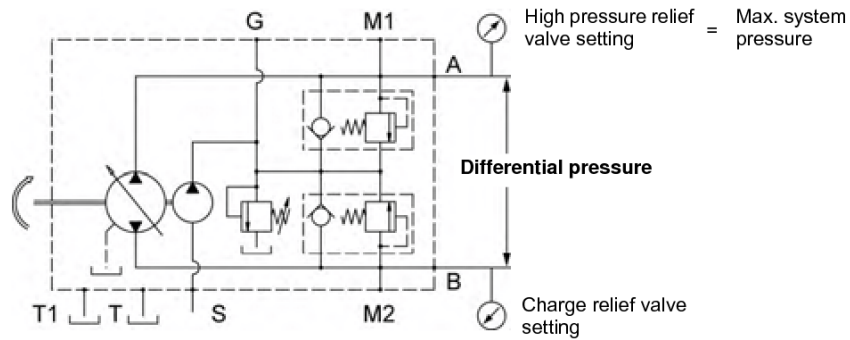 G
M1
High pressure relief
valve setting
=
Max. system
pressure
A
Differential pressure
B
T1
T
S
M2
Charge relief valve
setting